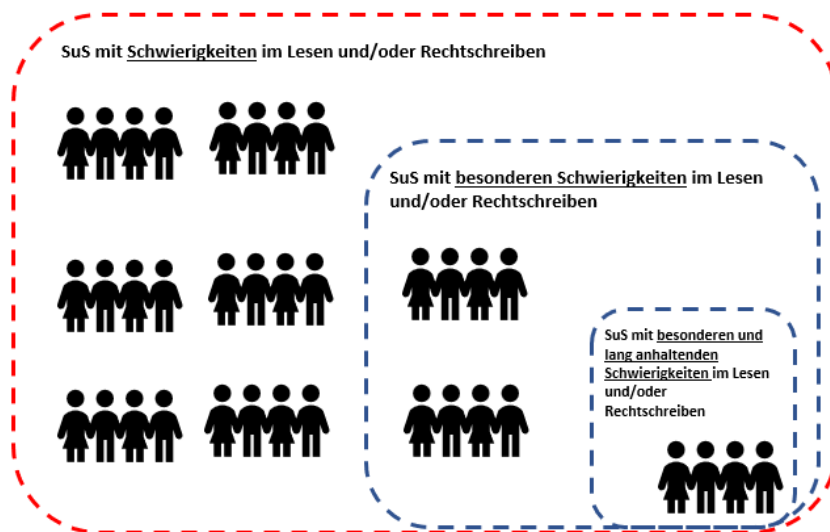 SuS mit Schwierigkeiten im Lesen und/oder Rechtschreiben
SuS mit besonderen Schwierigkeiten im Lesen
und/oder Rechtschreiben
SuS mit besonderen und
lang anhaltenden
Schwierigkeiten im Lesen
und/oder
Rechtschreiben